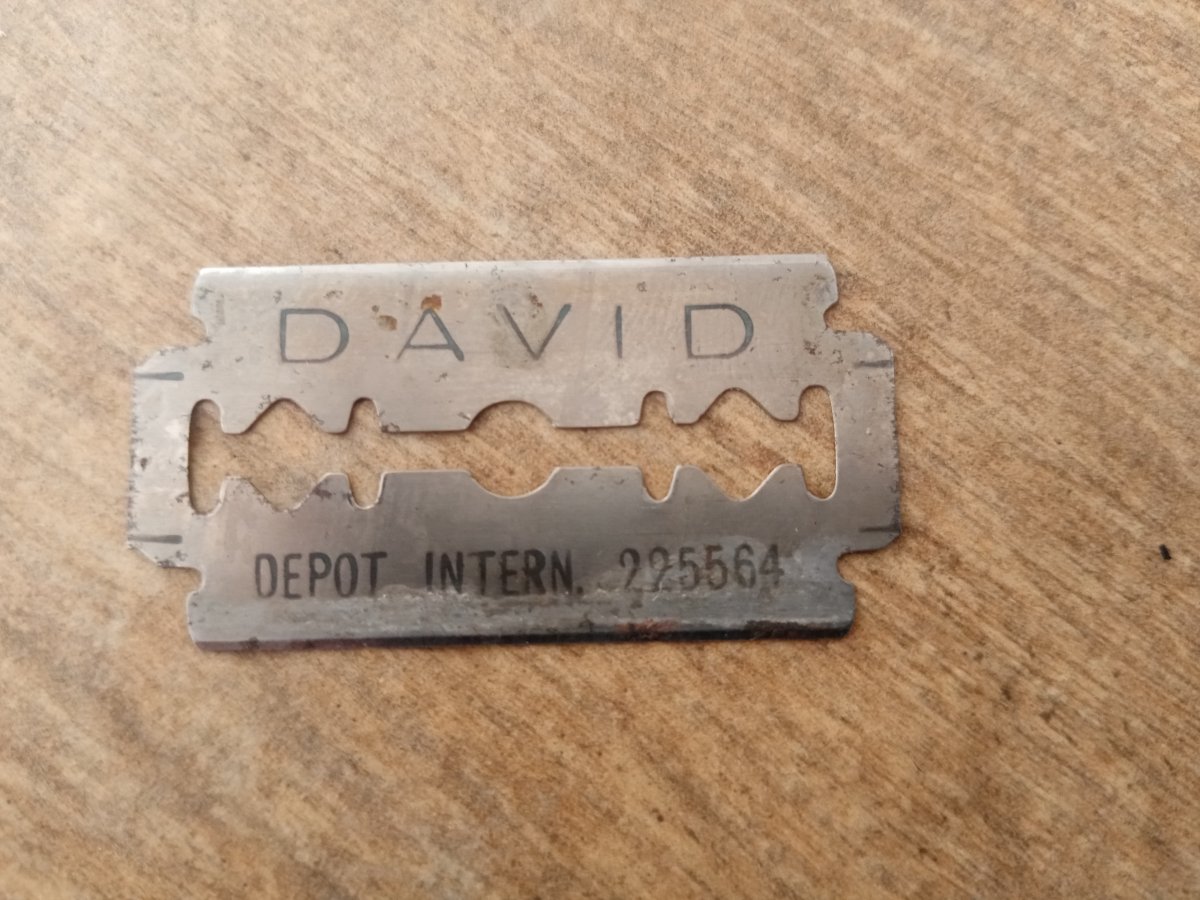 DAVID
DEPOT INTERN. 225564